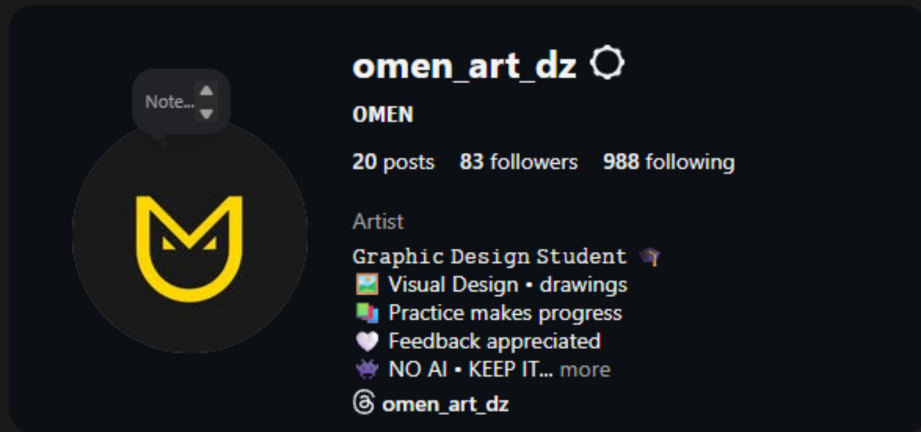 omen_art_dz
Note...
OMEN
20 posts 83 followers 988 following
Artist
Graphic Design Student 🎓
🖼️ Visual Design • drawings
📚 Practice makes progress
🤍 Feedback appreciated
👾 NO AI • KEEP IT... more
omen_art_dz